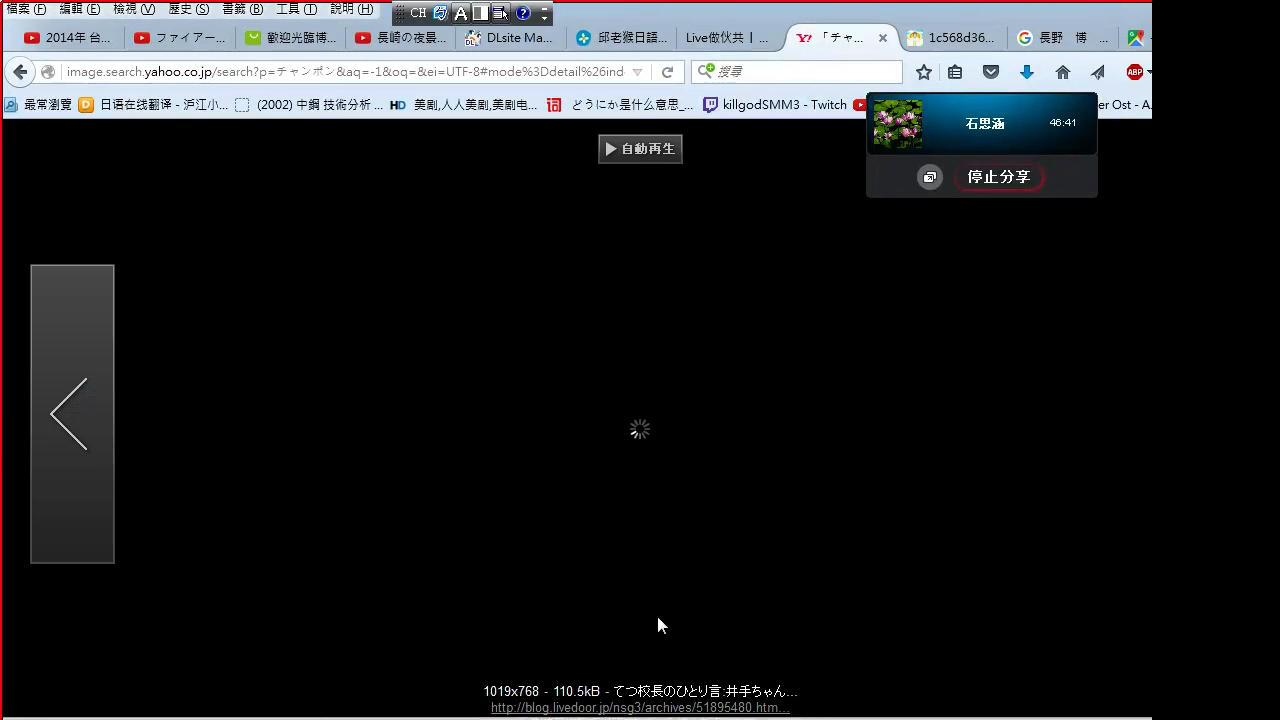 檔案 (F) 編輯 (E) 檢視 (V) 歷史 (S) 書籤 (B) 工具 (T) 說明 (H)
CH
2014年 台... ファイアー... 歡迎光臨博... 長崎の夜景... DLsite Ma... 邱老猴日語... Live做伙共 | ... 「チャ... 1c568d36... 長野 博 ...
image.search.yahoo.co.jp/search?p=チャンポン&aq=-1&oq=&ei=UTF-8#mode%3Ddetail%26ind
搜尋
ABP
最常瀏覽 日语在线翻译 - 沪江小... (2002) 中鋼 技術分析 ... HD 美剧,人人美剧,美剧电... どうにか是什么意思_... killgodSMM3 - Twitch er Ost - A...
石思涵 46:41
停止分享
自動再生
1019x768 - 110.5kB - てつ校長のひとり言:井手ちゃん...
http://blog.livedoor.jp/nsg3/archives/51895480.htm...